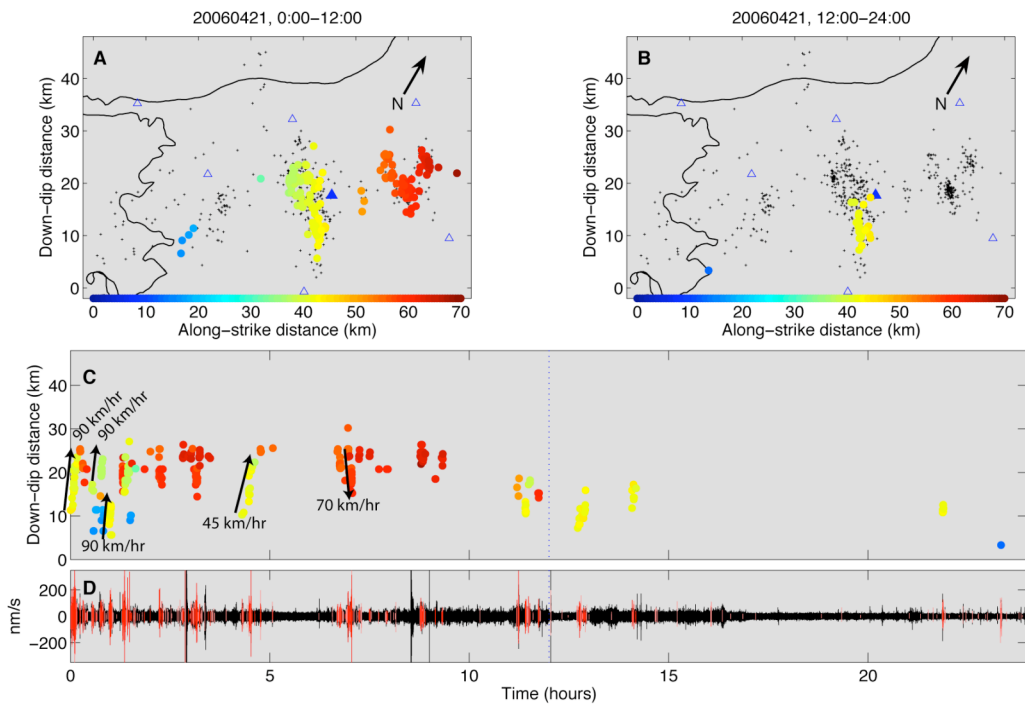 20060421, 0:00−12:00
20060421, 12:00−24:00
A
N
Down−dip distance (km)
40
30
20
10
0
0 10 20 30 40 50 60 70
Along−strike distance (km)
B
N
Down−dip distance (km)
40
30
20
10
0
0 10 20 30 40 50 60 70
Along−strike distance (km)
C
Down−dip distance (km)
40
30
20
10
0
90 km/hr
90 km/hr
90 km/hr
45 km/hr
70 km/hr
D
nm/s
200
0
−200
0 5 10 15 20
Time (hours)